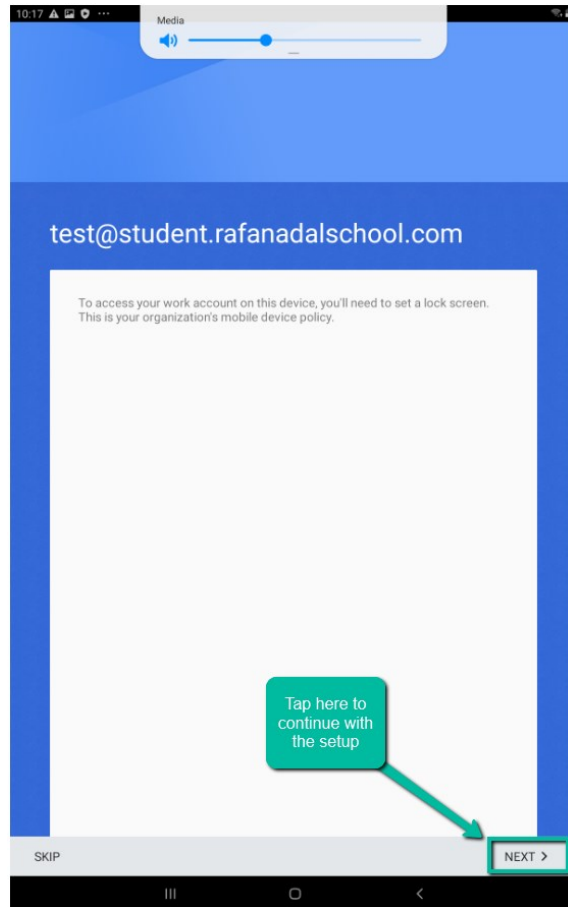 10:17
Media
test@student.rafanadalschool.com
To access your work account on this device, you'll need to set a lock screen.
This is your organization's mobile device policy.
Tap here to
continue with
the setup
SKIP
NEXT >